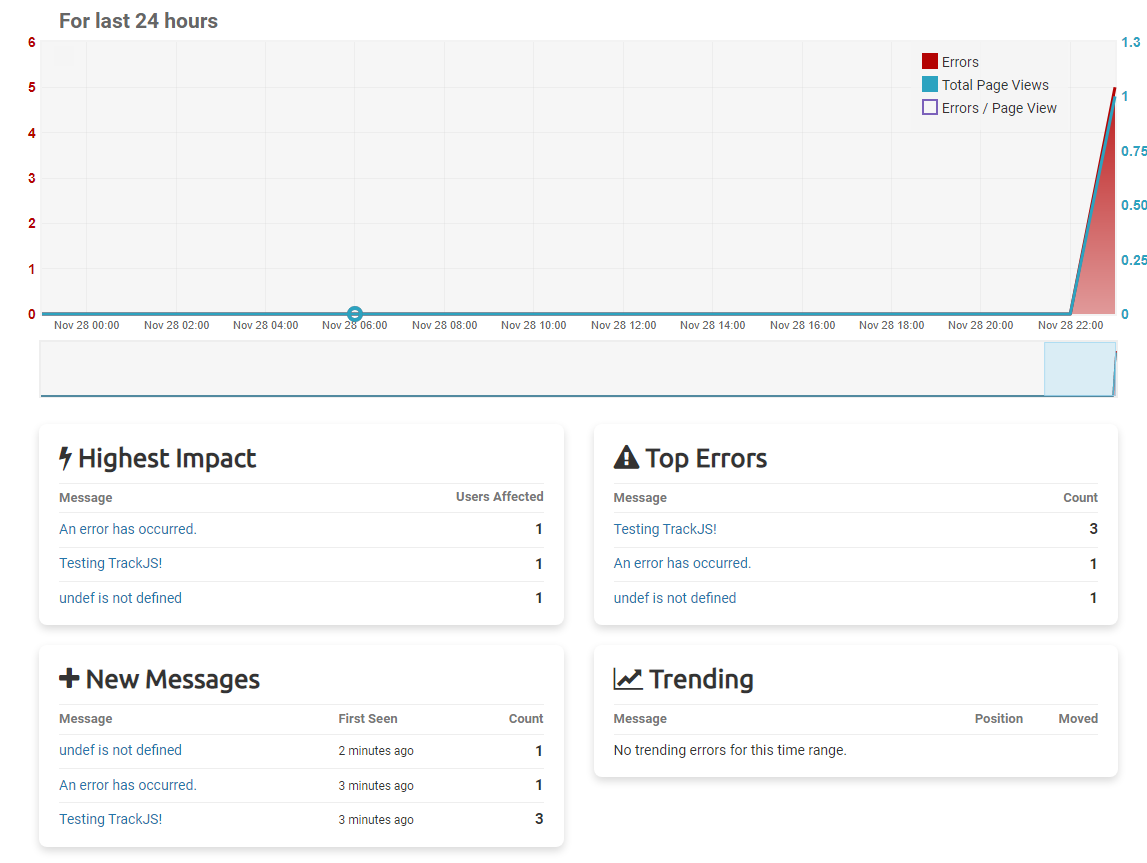 For last 24 hours
6
5
4
3
2
1
0
1.3
1
0.75
0.50
0.25
0
Errors
Total Page Views
Errors / Page View
Nov 28 00:00 Nov 28 02:00 Nov 28 04:00 Nov 28 06:00 Nov 28 08:00 Nov 28 10:00 Nov 28 12:00 Nov 28 14:00 Nov 28 16:00 Nov 28 18:00 Nov 28 20:00 Nov 28 22:00
Highest Impact
Message Users Affected
An error has occurred. 1
Testing TrackJS! 1
undef is not defined 1
Top Errors
Message Count
Testing TrackJS! 3
An error has occurred. 1
undef is not defined 1
New Messages
Message First Seen Count
undef is not defined 2 minutes ago 1
An error has occurred. 3 minutes ago 1
Testing TrackJS! 3 minutes ago 3
Trending
Message Position Moved
No trending errors for this time range.